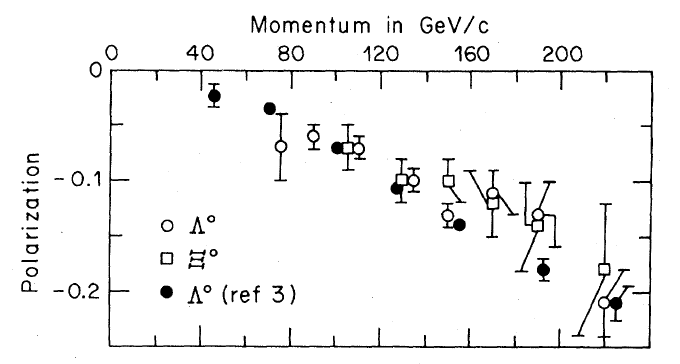 Momentum in GeV/c
0 40 80 120 160 200
0
-0.1
-0.2
Polarization
Λ°
Ξ°
Λ° (ref 3)